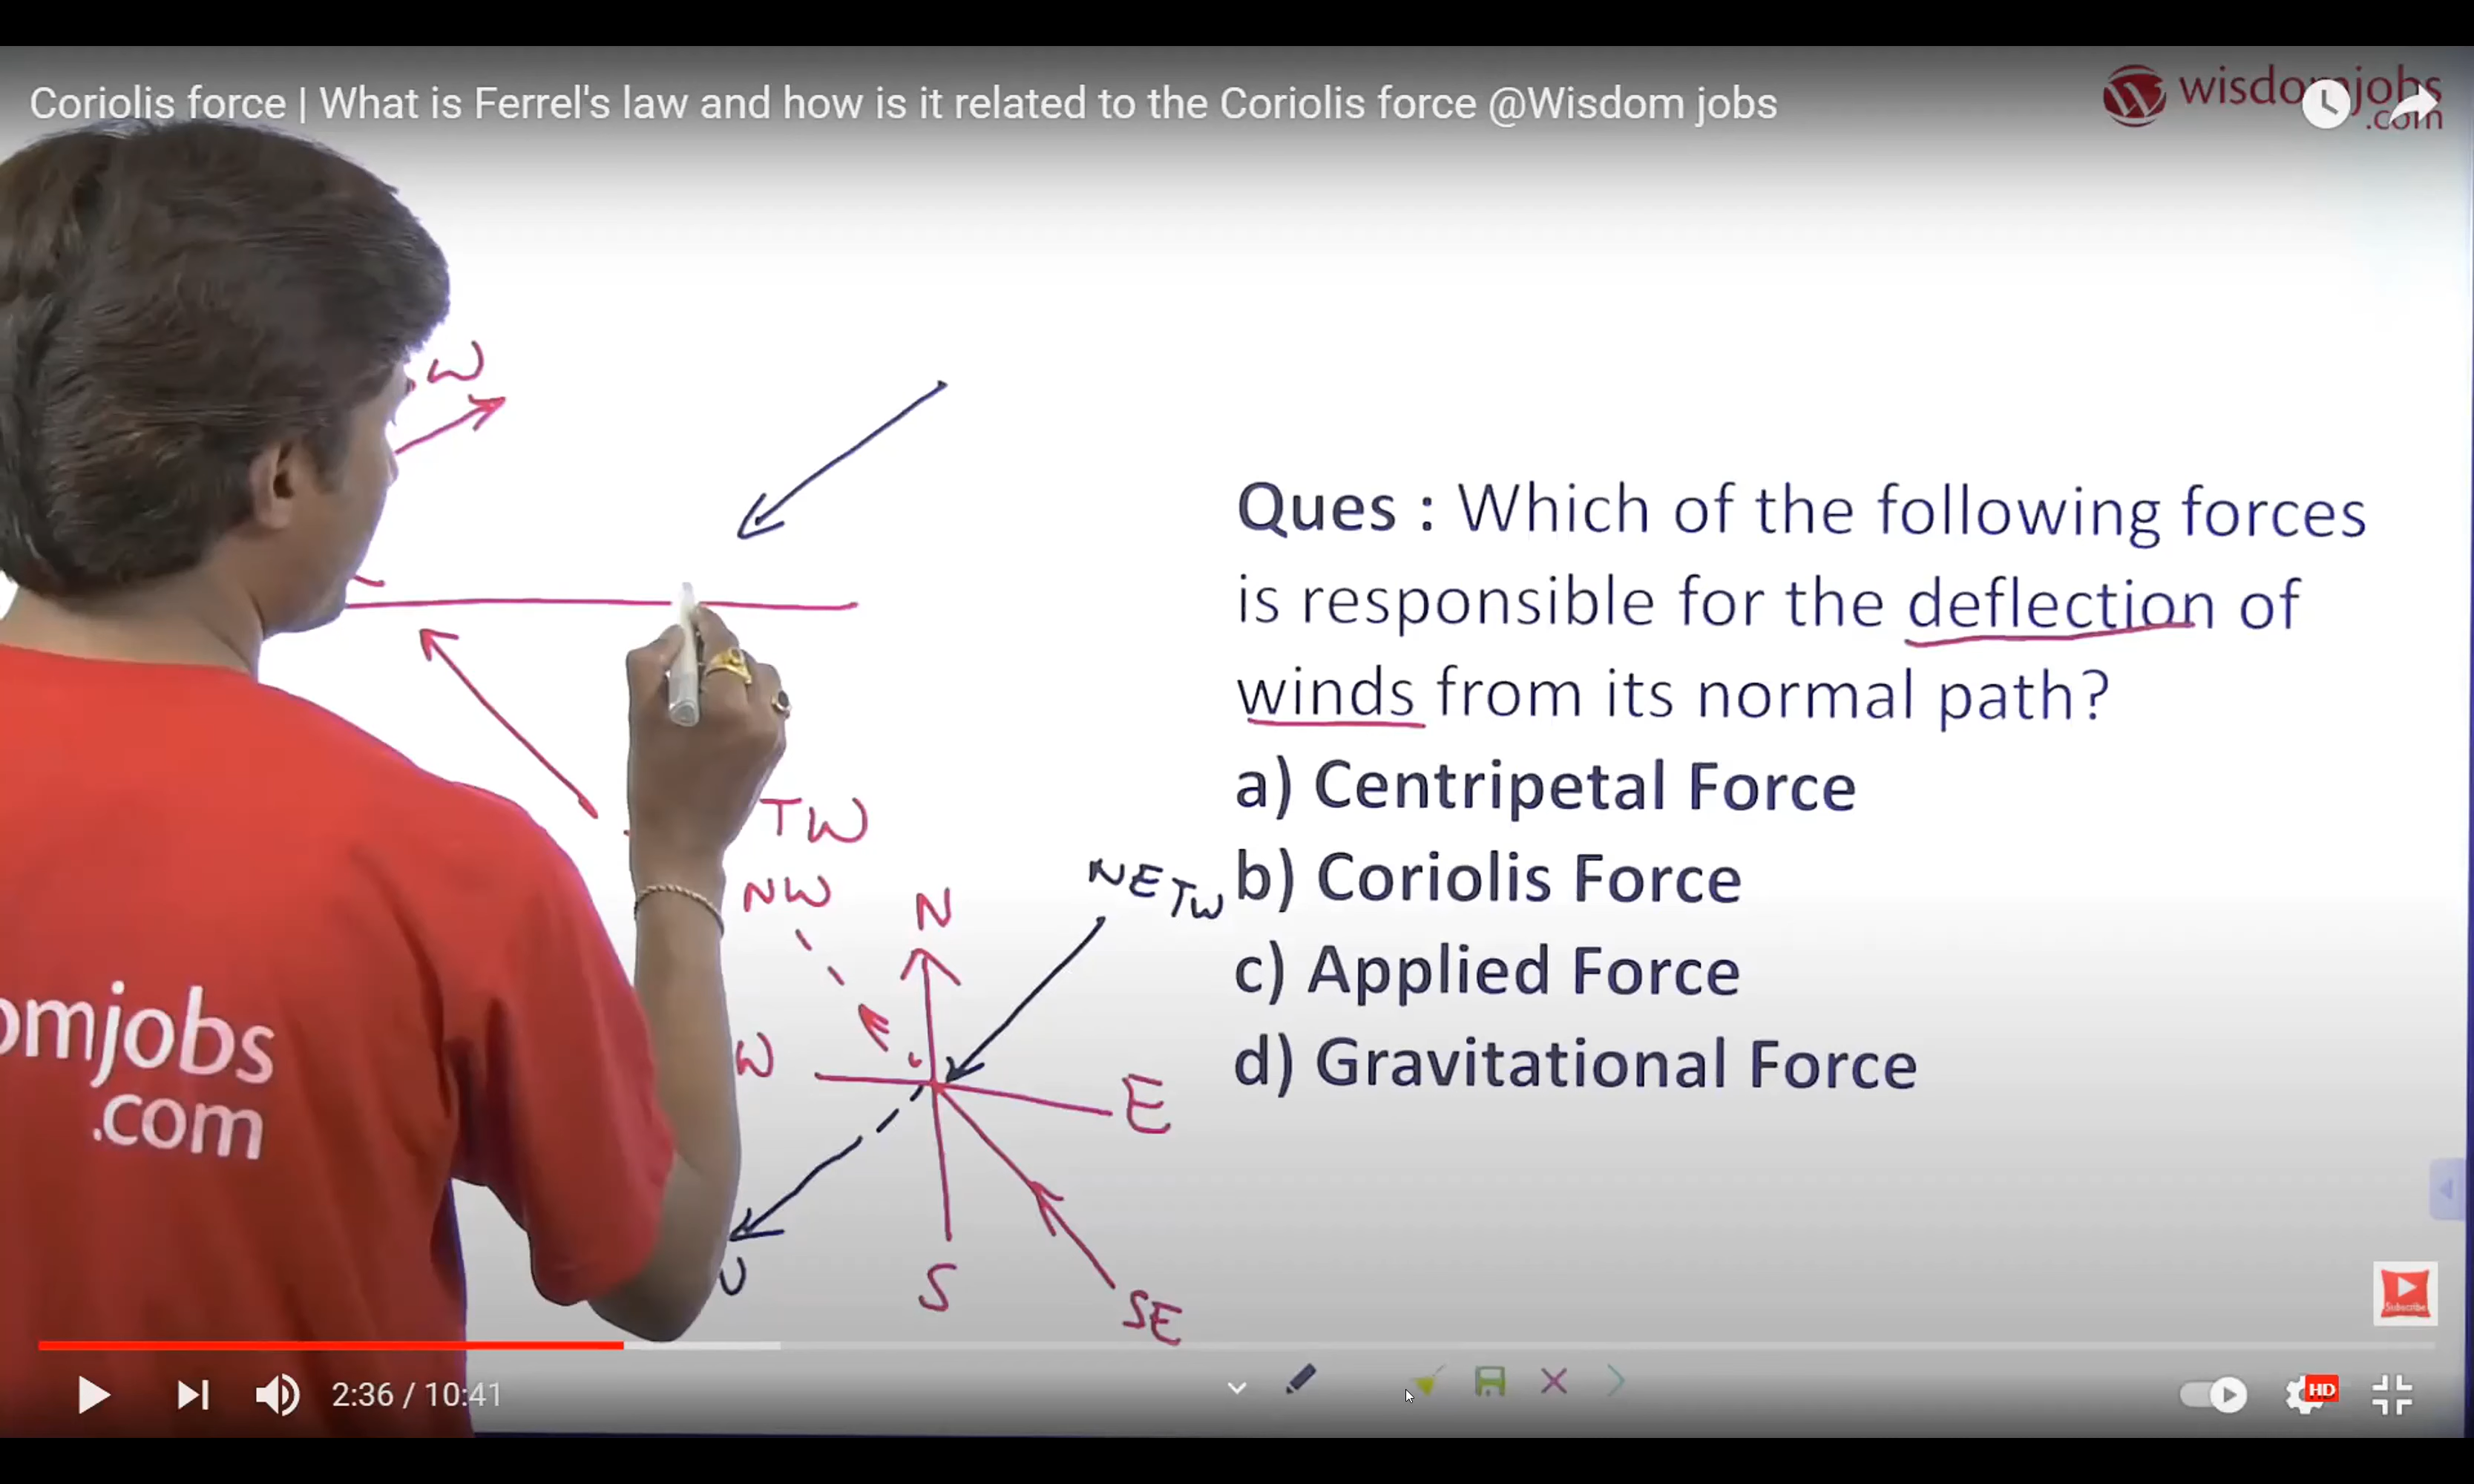 Coriolis force | What is Ferrel's law and how is it related to the Coriolis force @Wisdom jobs
wisdomjobs
.com
W
Ques : Which of the following forces
is responsible for the deflection of
winds from its normal path?
a) Centripetal Force
b) Coriolis Force
c) Applied Force
d) Gravitational Force
TW
NW
N
NETW
W
E
S
SE
omjobs
.com
Subscribe
2:36 / 10:41
HD